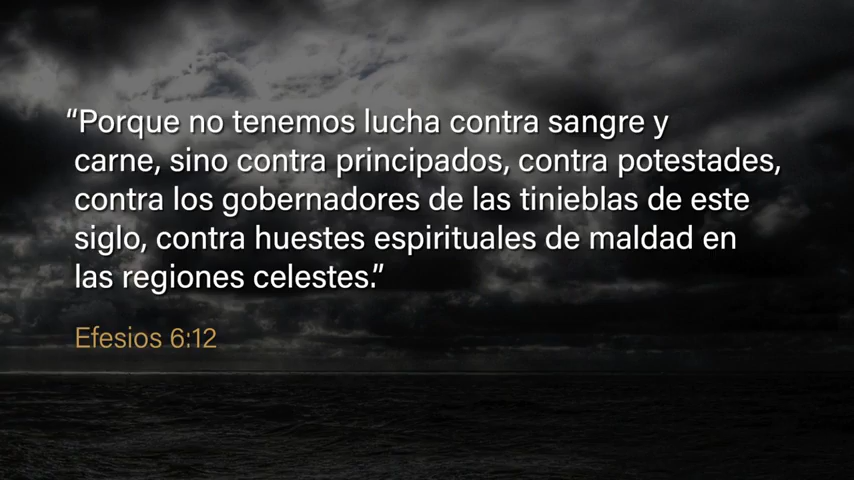 “Porque no tenemos lucha contra sangre y
carne, sino contra principados, contra potestades,
contra los gobernadores de las tinieblas de este
siglo, contra huestes espirituales de maldad en
las regiones celestes.”
Efesios 6:12